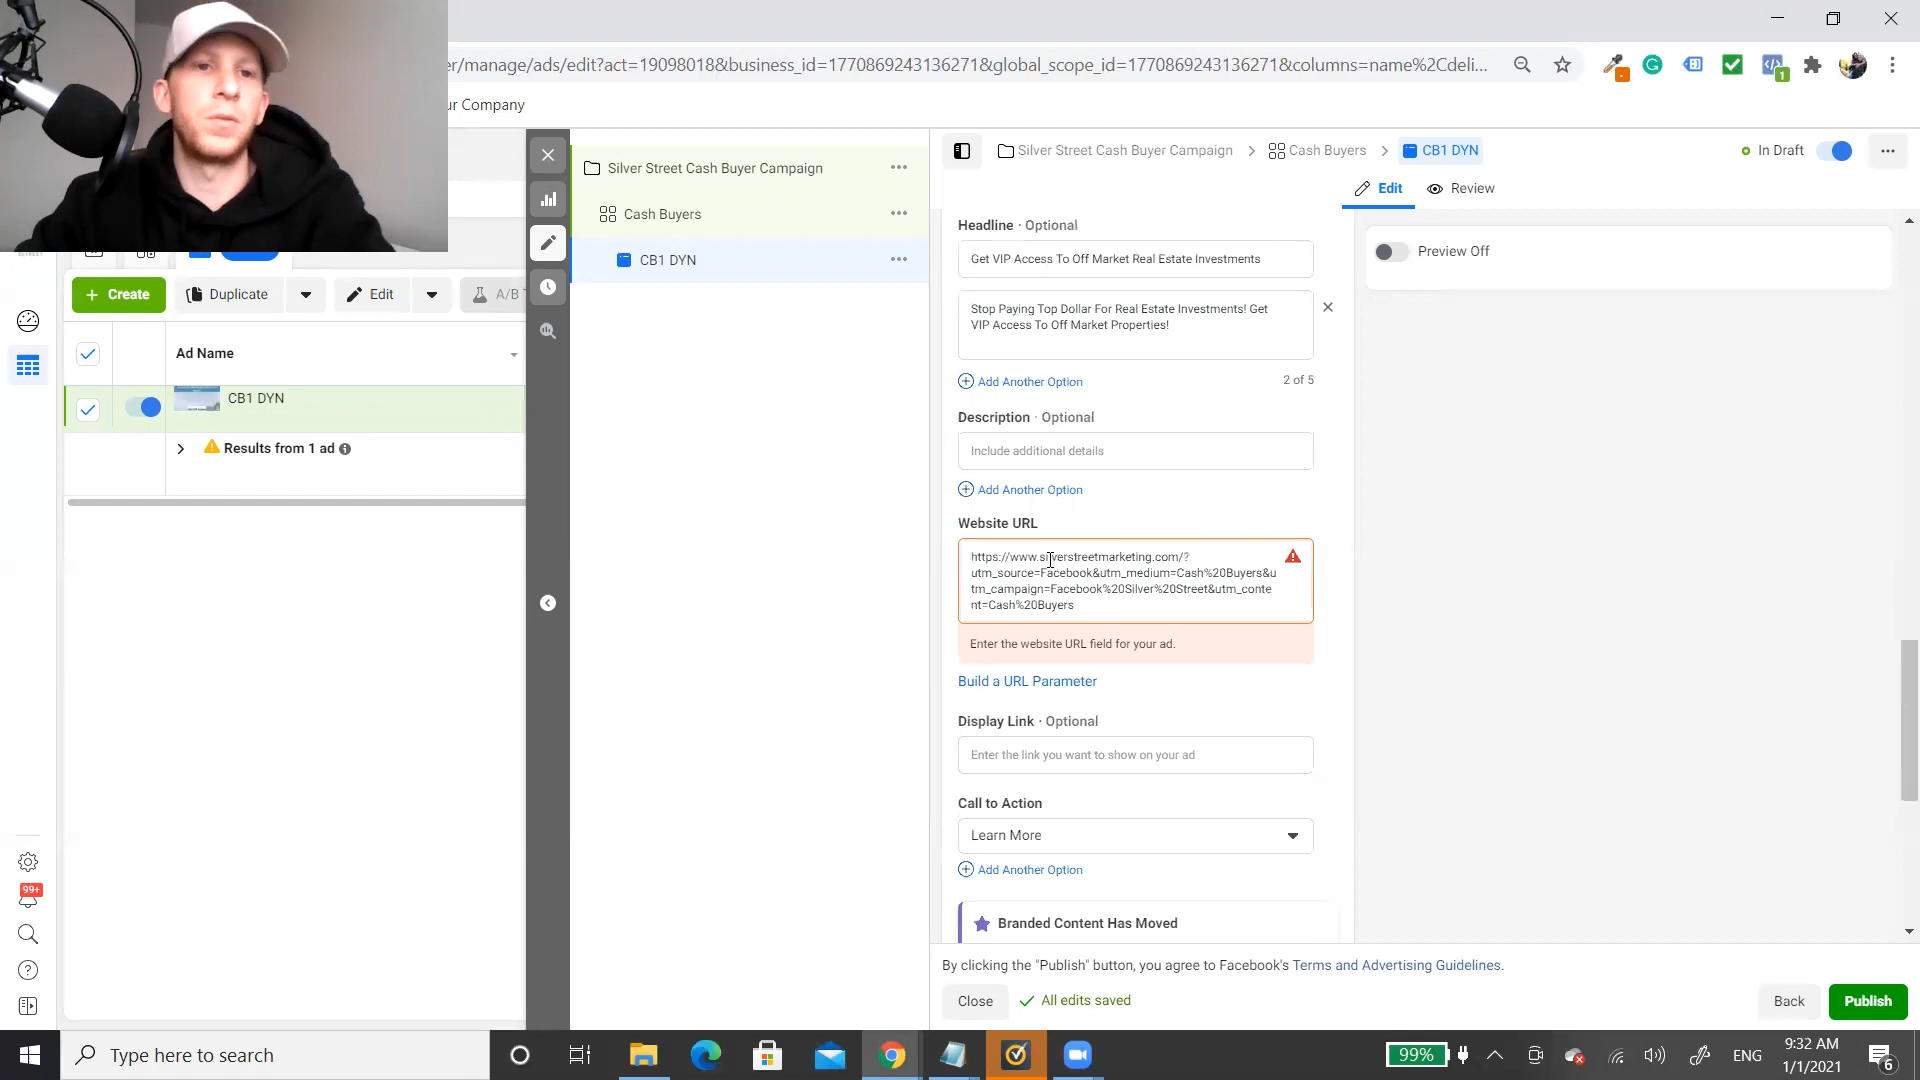 er/manage/ads/edit?act=19098018&business_id=1770869243136271&global_scope_id=1770869243136271&columns=name%2Cdeli...
1
ur Company
Silver Street Cash Buyer Campaign
Cash Buyers
CB1 DYN
Silver Street Cash Buyer Campaign > Cash Buyers > CB1 DYN
In Draft
Edit
Review
Create
Duplicate
Edit
A/B
Ad Name
CB1 DYN
Results from 1 ad
Headline · Optional
Get VIP Access To Off Market Real Estate Investments
Stop Paying Top Dollar For Real Estate Investments! Get
VIP Access To Off Market Properties!
Add Another Option
2 of 5
Description · Optional
Include additional details
Add Another Option
Website URL
https://www.silverstreetmarketing.com/?
utm_source=Facebook&utm_medium=Cash%20Buyers&u
tm_campaign=Facebook%20Silver%20Street&utm_conte
nt=Cash%20Buyers
Enter the website URL field for your ad.
Build a URL Parameter
Display Link · Optional
Enter the link you want to show on your ad
Call to Action
Learn More
Add Another Option
Branded Content Has Moved
Preview Off
By clicking the "Publish" button, you agree to Facebook's Terms and Advertising Guidelines.
Close
All edits saved
Back
Publish
99+
Type here to search
99%
ENG
9:32 AM
1/1/2021
6